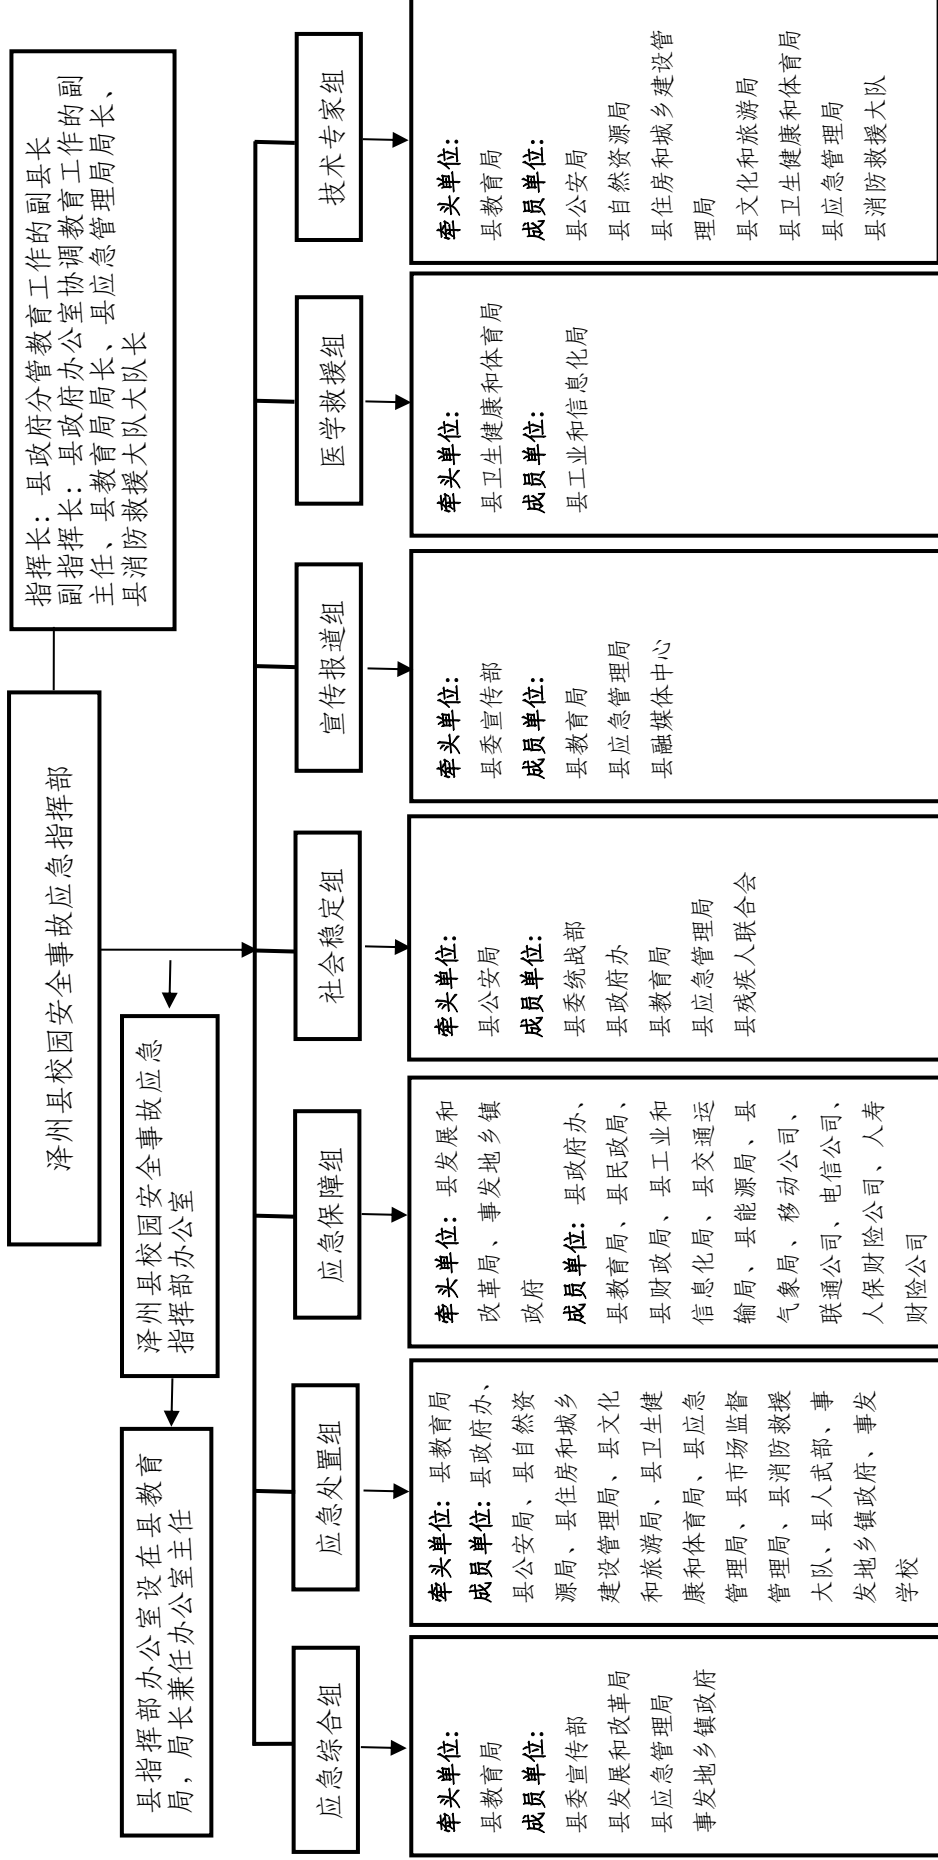 泽州县校园安全事故应急指挥部
指挥长：县政府分管教育工作的副县长
副指挥长：县政府办公室协调教育工作的副
主任、县教育局局长、县应急管理局局长、
县消防救援大队大队长
泽州县校园安全事故应急
指挥部办公室
县指挥部办公室设在县教育
局，局长兼任办公室主任
应急综合组
牵头单位：
县教育局
成员单位：
县委宣传部
县发展和改革局
县应急管理局
事发地乡镇政府
应急处置组
牵头单位：县教育局
成员单位：县政府办、
县公安局、县自然资
源局、县住房和城乡
建设管理局、县文化
和旅游局、县卫生健
康和体育局、县应急
管理局、县市场监督
管理局、县消防救援
大队、县人武部、事
发地乡镇政府、事发
学校
应急保障组
牵头单位：县发展和
改革局、事发地乡镇
政府
成员单位：县政府办、
县教育局、县民政局、
县财政局、县工业和
信息化局、县交通运
输局、县能源局、县
气象局、移动公司、
联通公司、电信公司、
人保财险公司、人寿
财险公司
社会稳定组
牵头单位：
县公安局
成员单位：
县委统战部
县政府办
县教育局
县应急管理局
县残疾人联合会
宣传报道组
牵头单位：
县委宣传部
成员单位：
县教育局
县应急管理局
县融媒体中心
医学救援组
牵头单位：
县卫生健康和体育局
成员单位：
县工业和信息化局
技术专家组
牵头单位：
县教育局
成员单位：
县公安局
县自然资源局
县住房和城乡建设管
理局
县文化和旅游局
县卫生健康和体育局
县应急管理局
县消防救援大队